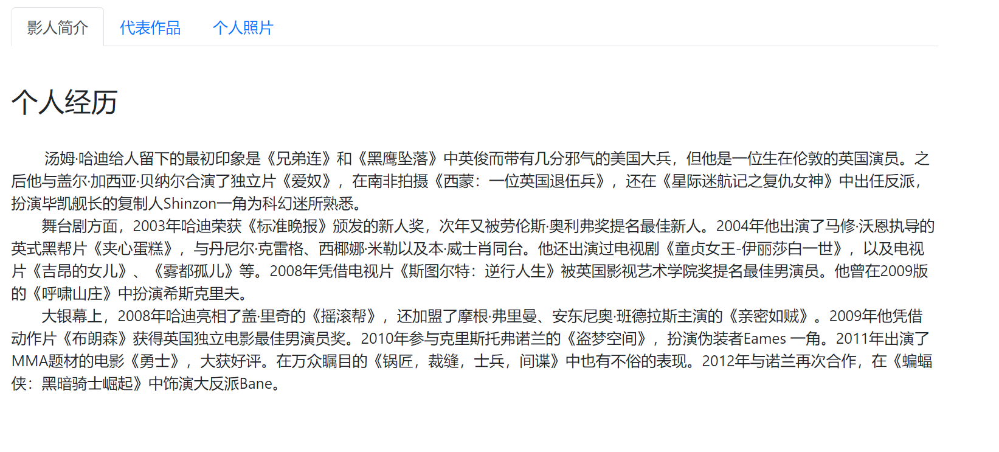 影人简介 代表作品 个人照片
个人经历
汤姆·哈迪给人留下的最初印象是《兄弟连》和《黑鹰坠落》中英俊而带有几分邪气的美国大兵，但他是一位生在伦敦的英国演员。之
后他与盖尔·加西亚·贝纳尔合演了独立片《爱奴》，在南非拍摄《西蒙：一位英国退伍兵》，还在《星际迷航记之复仇女神》中出任反派，
扮演毕凯舰长的复制人Shinzon一角为科幻迷所熟悉。
舞台剧方面，2003年哈迪荣获《标准晚报》颁发的新人奖，次年又被劳伦斯·奥利弗奖提名最佳新人。2004年他出演了马修·沃恩执导的
英式黑帮片《夹心蛋糕》，与丹尼尔·克雷格、西椰娜·米勒以及本·威士肖同台。他还出演过电视剧《童贞女王-伊丽莎白一世》，以及电视
片《吉昂的女儿》、《雾都孤儿》等。2008年凭借电视片《斯图尔特：逆行人生》被英国影视艺术学院奖提名最佳男演员。他曾在2009版
的《呼啸山庄》中扮演希斯克里夫。
大银幕上，2008年哈迪亮相了盖·里奇的《摇滚帮》，还加盟了摩根·弗里曼、安东尼奥·班德拉斯主演的《亲密如贼》。2009年他凭借
动作片《布朗森》获得英国独立电影最佳男演员奖。2010年参与克里斯托弗诺兰的《盗梦空间》，扮演伪装者Eames 一角。2011年出演了
MMA题材的电影《勇士》，大获好评。在万众瞩目的《锅匠，裁缝，士兵，间谍》中也有不俗的表现。2012年与诺兰再次合作，在《蝙蝠
侠：黑暗骑士崛起》中饰演大反派Bane。